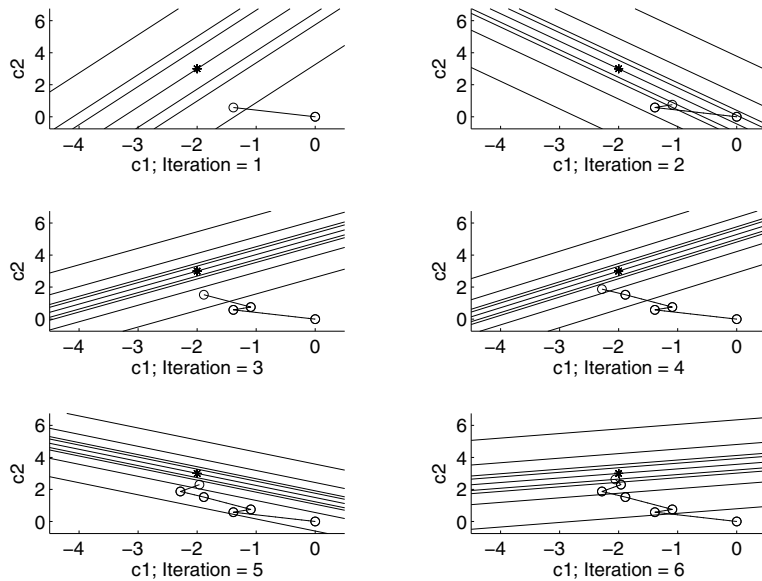 6
4
2
0
c2
−4 −3 −2 −1 0
c1; Iteration = 1
6
4
2
0
c2
−4 −3 −2 −1 0
c1; Iteration = 2
6
4
2
0
c2
−4 −3 −2 −1 0
c1; Iteration = 3
6
4
2
0
c2
−4 −3 −2 −1 0
c1; Iteration = 4
6
4
2
0
c2
−4 −3 −2 −1 0
c1; Iteration = 5
6
4
2
0
c2
−4 −3 −2 −1 0
c1; Iteration = 6